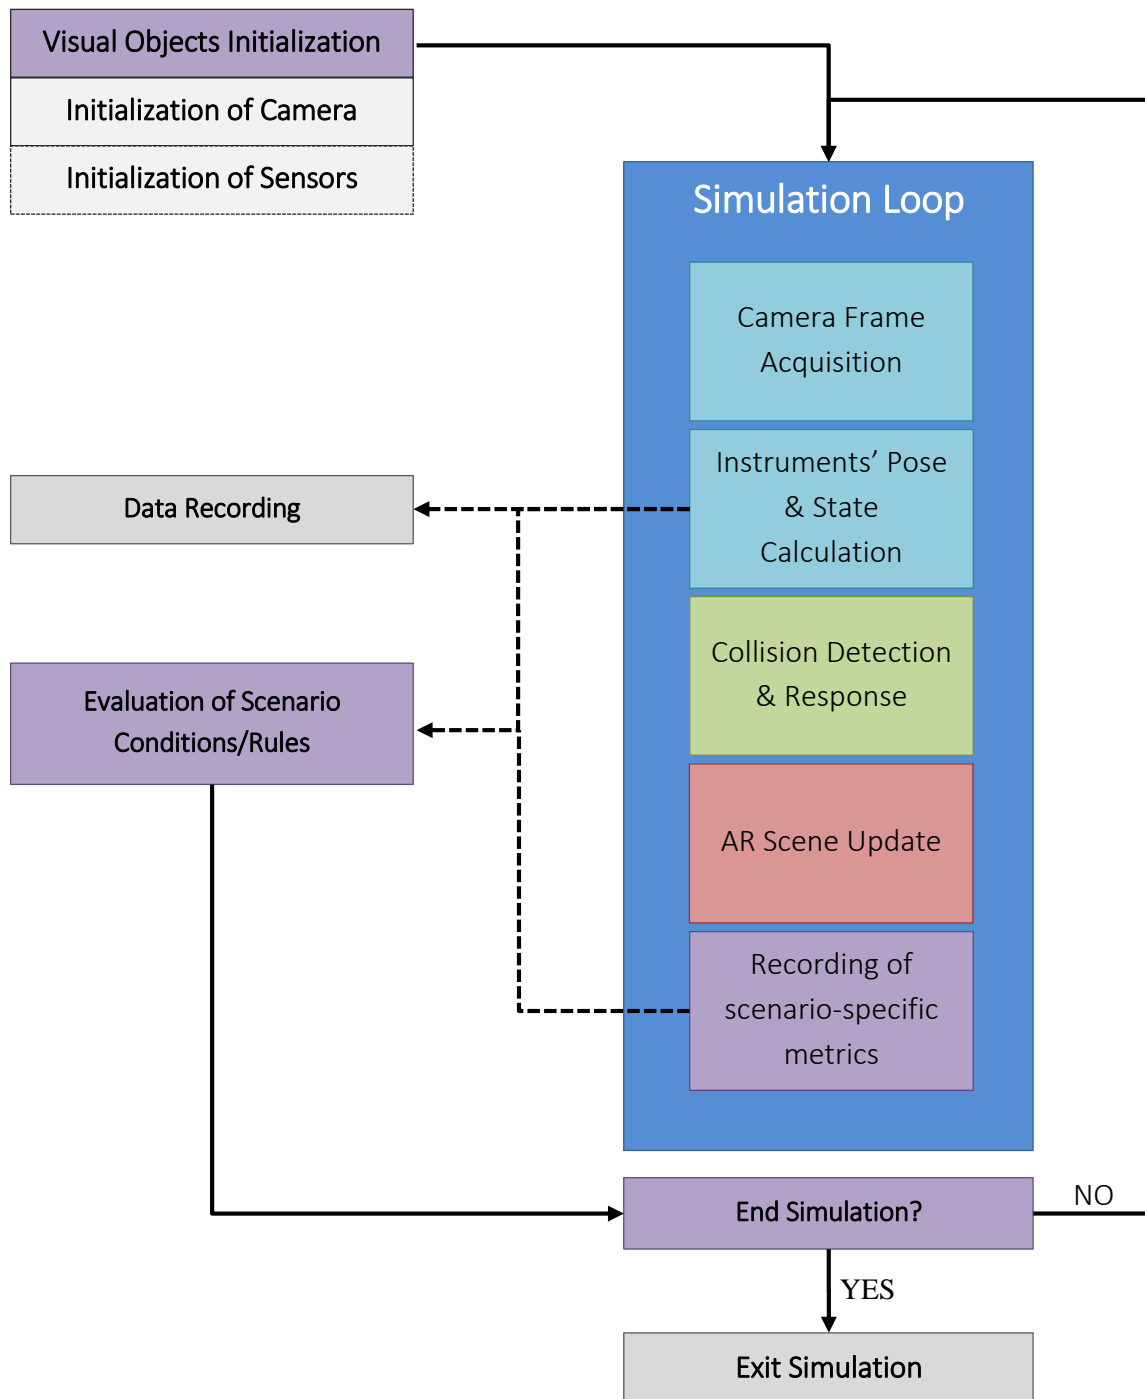 Visual Objects Initialization
Initialization of Camera
Initialization of Sensors
Simulation Loop
Camera Frame
Acquisition
Instruments’ Pose
& State
Calculation
Data Recording
Collision Detection
& Response
Evaluation of Scenario
Conditions/Rules
AR Scene Update
Recording of
scenario-specific
metrics
End Simulation?
NO
YES
Exit Simulation